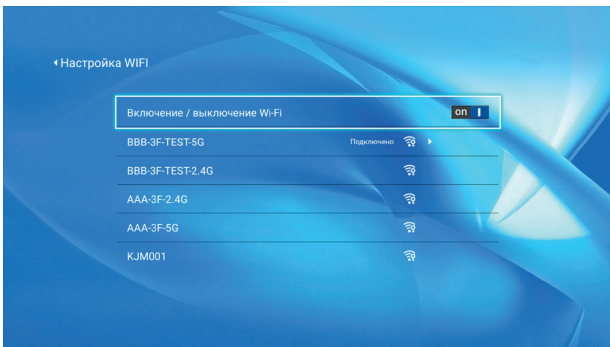 Настройка WIFI
Включение / выключение Wi-Fi on
BBB-3F-TEST-5G Подключено
BBB-3F-TEST-2.4G
AAA-3F-2.4G
AAA-3F-5G
KJM001